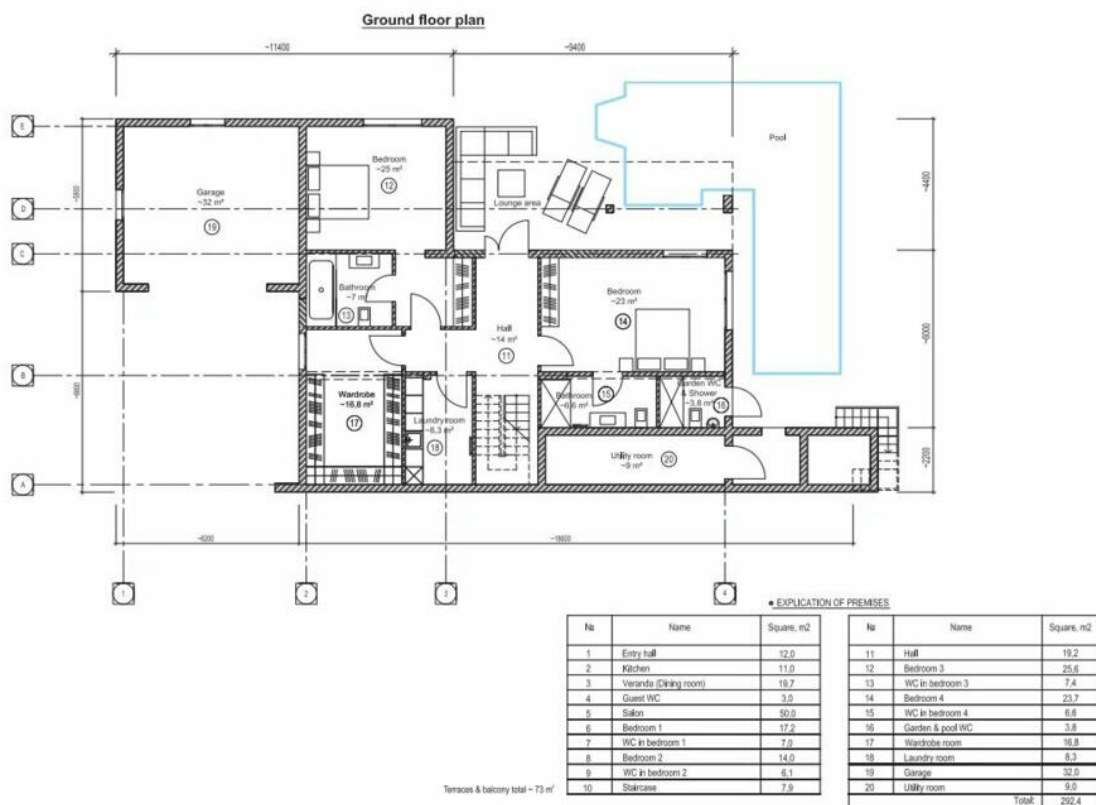 Ground floor plan
~11400
~9400
Pool
E
D
C
B
A
~5800
~4400
~6000
~2200
Garage
~32 m²
19
Bedroom
~25 m²
12
Lounge area
Bathroom
~7 m²
13
Hall
~14 m²
11
Bedroom
~23 m²
14
Wardrobe
~16,8 m²
17
Laundry room
~8,3 m²
18
Bathroom
~6,6 m²
15
Garden WC
& Shower
~3,8 m²
16
Utility room
~9 m²
20
~6200
~18600
1
2
3
4
• EXPLICATION OF PREMISES
№ Name Square, m2
1 Entry hall 12,0
2 Kitchen 11,0
3 Veranda (Dining room) 19,7
4 Guest WC 3,0
5 Salon 50,0
6 Bedroom 1 17,2
7 WC in bedroom 1 7,0
8 Bedroom 2 14,0
9 WC in bedroom 2 6,1
10 Staircase 7,9
№ Name Square, m2
11 Hall 19,2
12 Bedroom 3 25,6
13 WC in bedroom 3 7,4
14 Bedroom 4 23,7
15 WC in bedroom 4 6,6
16 Garden & pool WC 3,8
17 Wardrobe room 16,8
18 Laundry room 8,3
19 Garage 32,0
20 Utility room 9,0
Total: 292,4
Terraces & balcony total ~ 73 m²